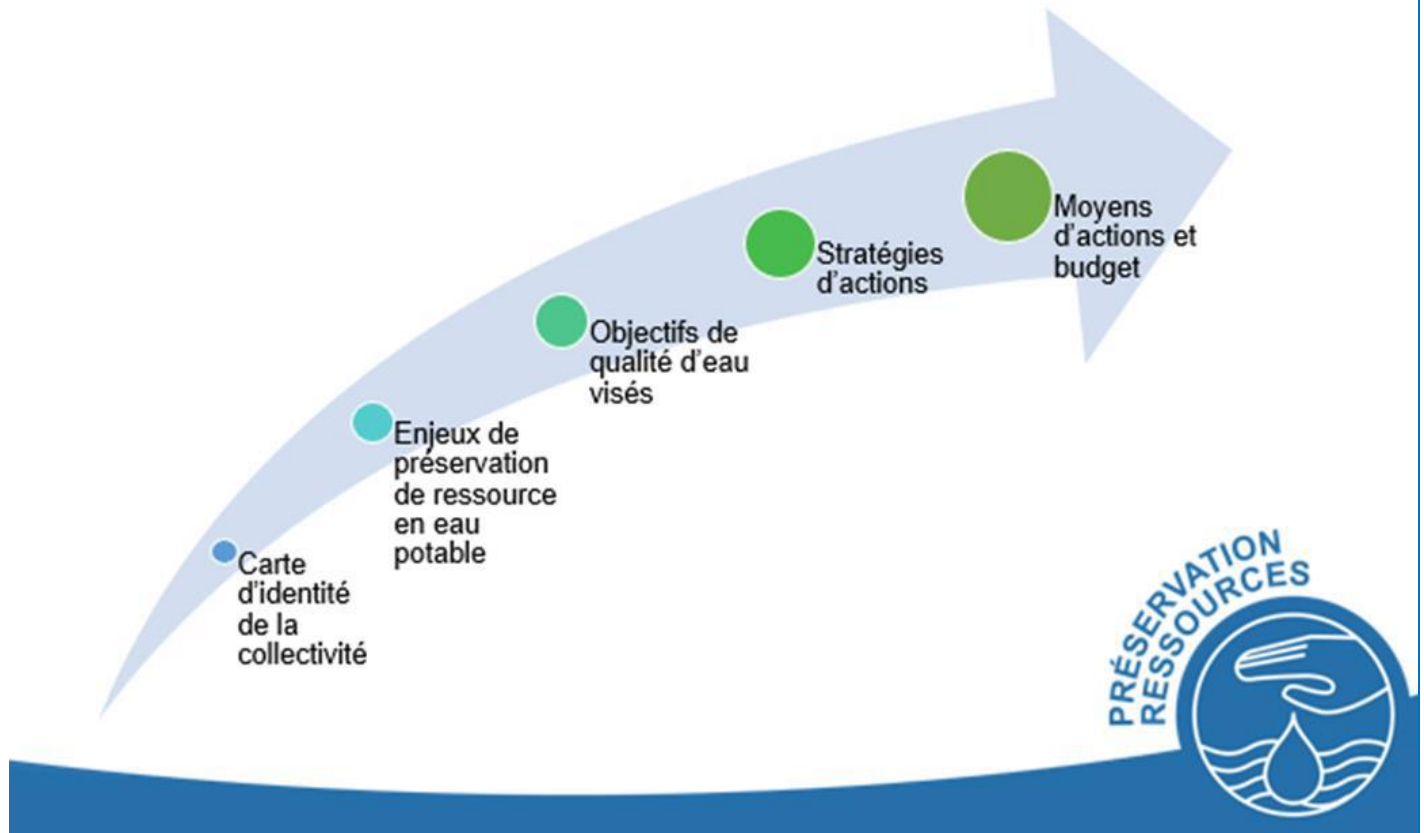 Carte
d'identité
de la
collectivité
Enjeux de
préservation
de ressource
en eau
potable
Objectifs de
qualité d'eau
visés
Stratégies
d'actions
Moyens
d'actions et
budget
PRÉSERVATION
RESSOURCES